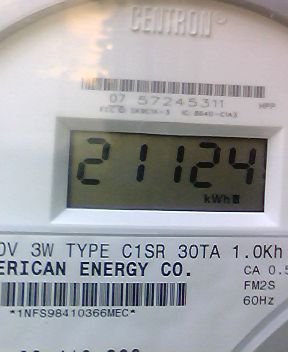 CENTRON
07 57245311 HPP
21124
kWh
0V 3W TYPE C1SR 30TA 1.0Kh
ERICAN ENERGY CO. CA 0.5
FM2S
*1NFS98410366MEC* 60Hz